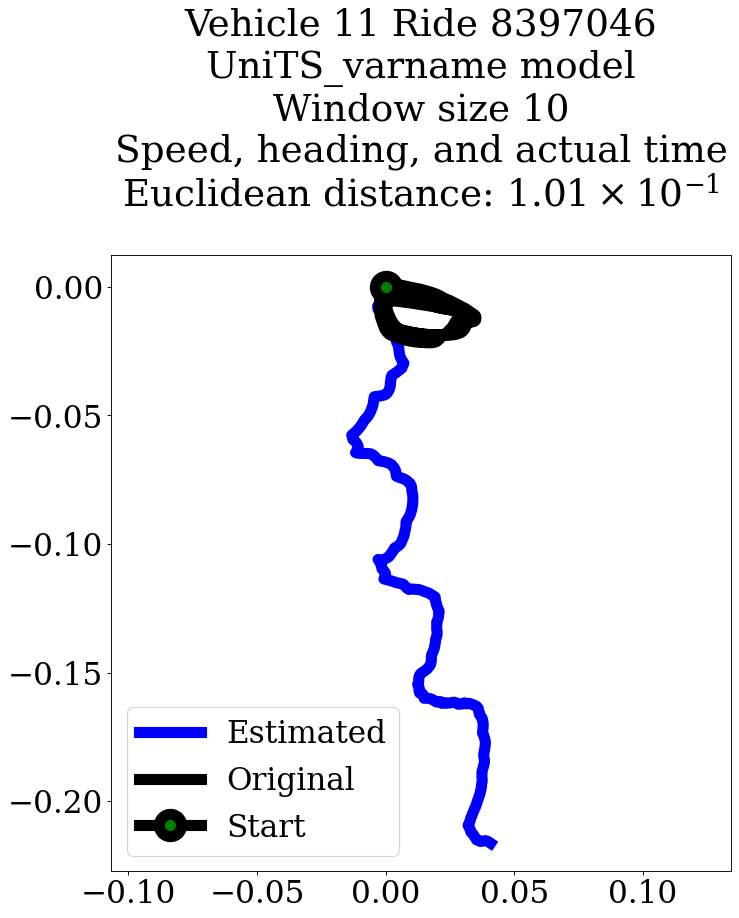 Vehicle 11 Ride 8397046
UniTS_varname model
Window size 10
Speed, heading, and actual time
Euclidean distance: 1.01 × 10⁻¹
0.00
−0.05
−0.10
−0.15
−0.20
Estimated
Original
Start
−0.10 −0.05 0.00 0.05 0.10